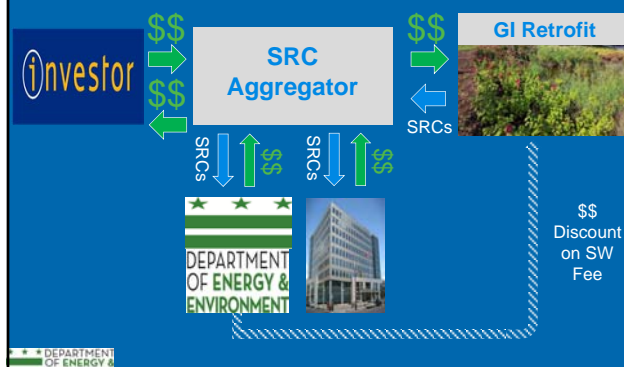 $$
$$
GI Retrofit
investor
SRC
Aggregator
$$
SRCs
SRCs
$$
SRCs
$$
DEPARTMENT
OF ENERGY &
ENVIRONMENT
$$
Discount
on SW
Fee
DEPARTMENT
OF ENERGY &